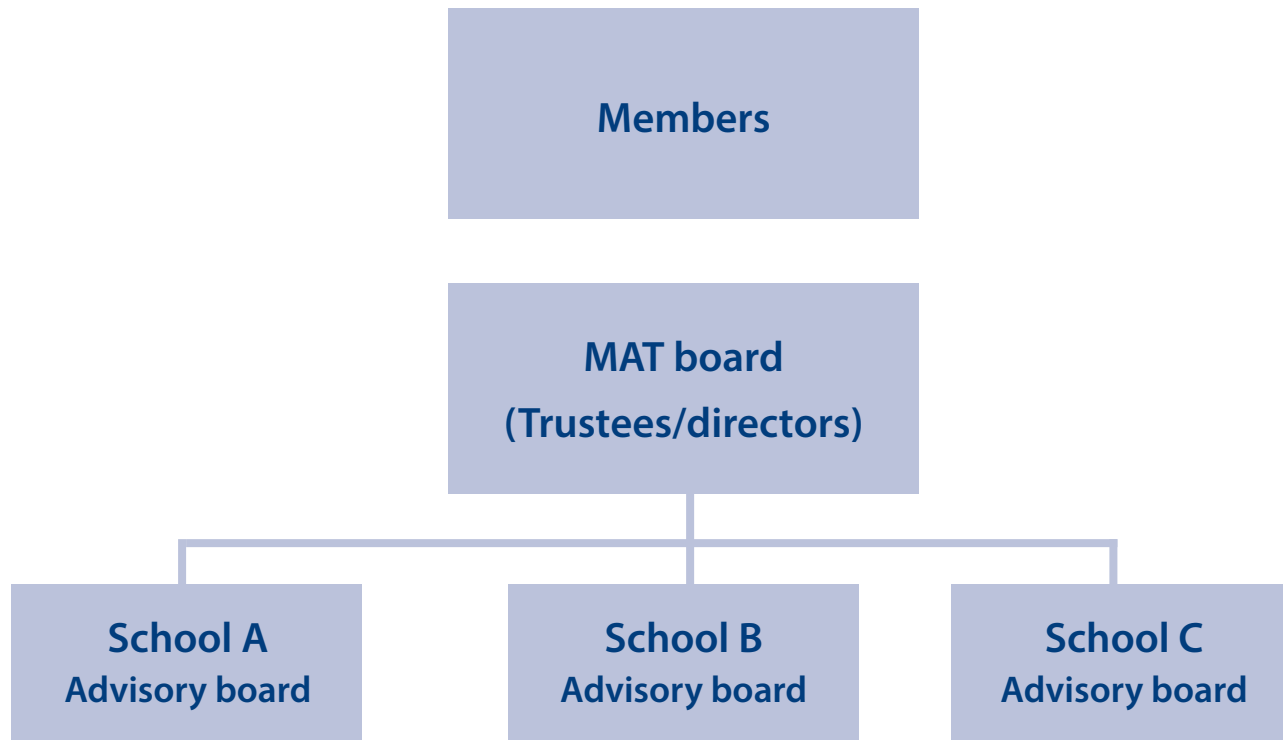 Members
MAT board
(Trustees/directors)
School A
Advisory board
School B
Advisory board
School C
Advisory board